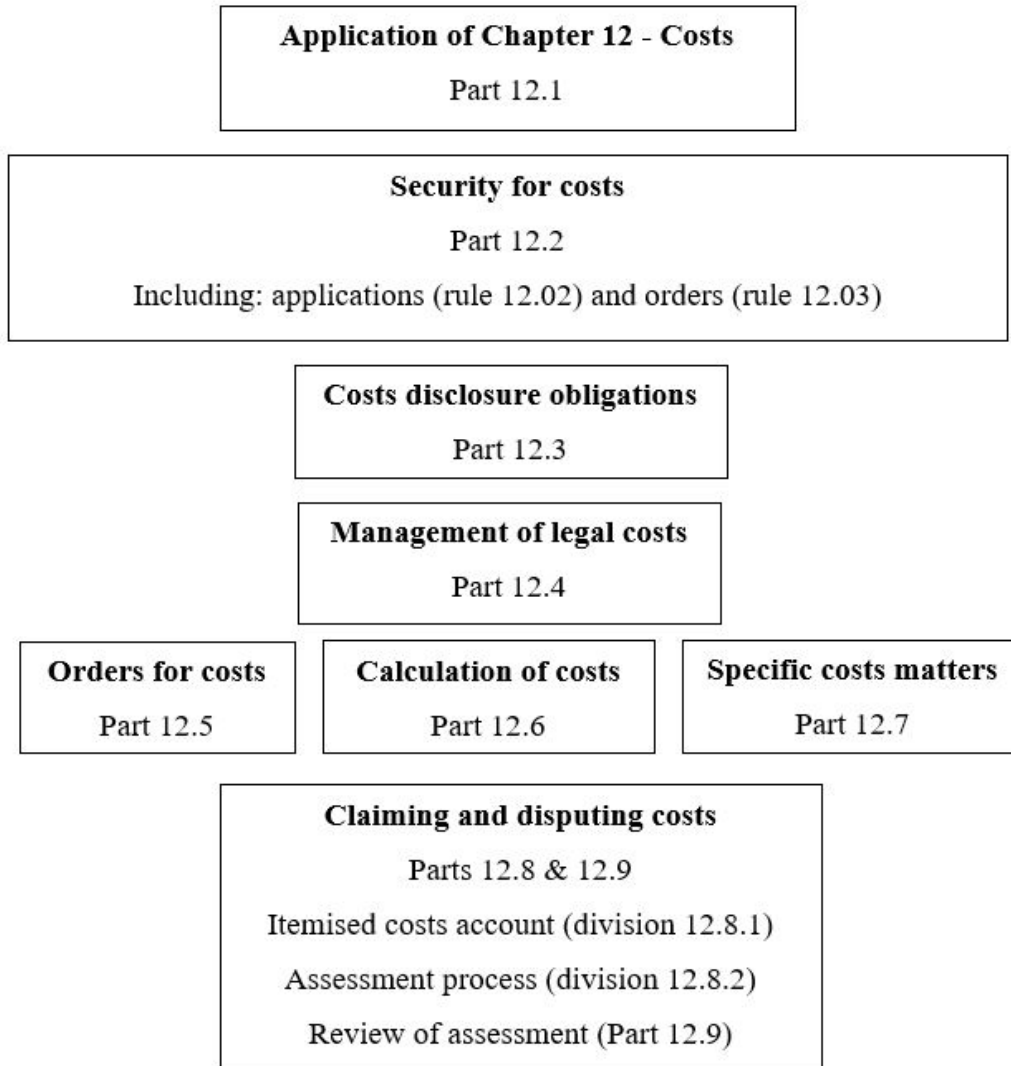 Application of Chapter 12 - Costs
Part 12.1
Security for costs
Part 12.2
Including: applications (rule 12.02) and orders (rule 12.03)
Costs disclosure obligations
Part 12.3
Management of legal costs
Part 12.4
Orders for costs
Part 12.5
Calculation of costs
Part 12.6
Specific costs matters
Part 12.7
Claiming and disputing costs
Parts 12.8 & 12.9
Itemised costs account (division 12.8.1)
Assessment process (division 12.8.2)
Review of assessment (Part 12.9)